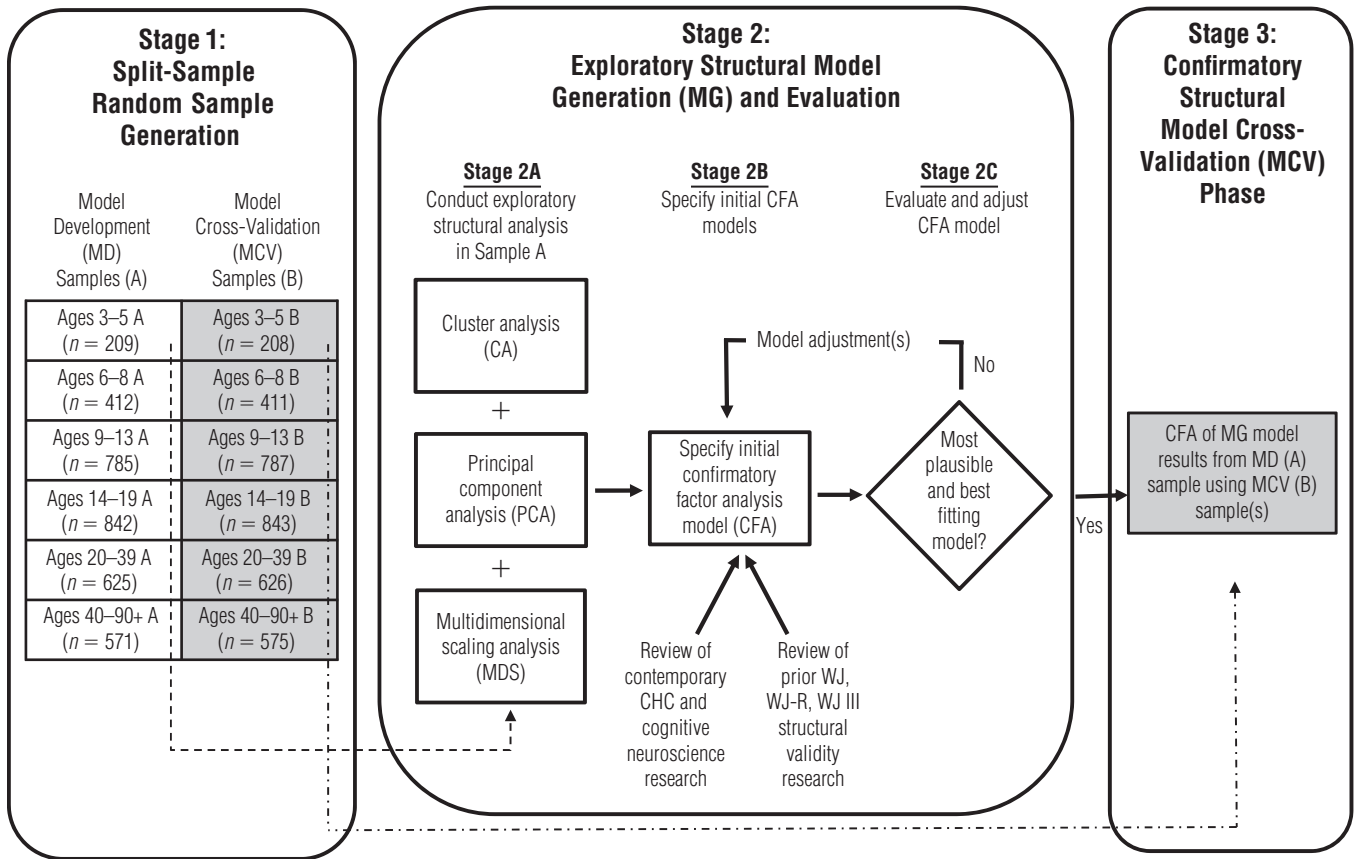 Stage 1:
Split-Sample
Random Sample
Generation
Model
Development
(MD)
Samples (A)
Model
Cross-Validation
(MCV)
Samples (B)
Ages 3–5 A
(n = 209)
Ages 3–5 B
(n = 208)
Ages 6–8 A
(n = 412)
Ages 6–8 B
(n = 411)
Ages 9–13 A
(n = 785)
Ages 9–13 B
(n = 787)
Ages 14–19 A
(n = 842)
Ages 14–19 B
(n = 843)
Ages 20–39 A
(n = 625)
Ages 20–39 B
(n = 626)
Ages 40–90+ A
(n = 571)
Ages 40–90+ B
(n = 575)
Stage 2:
Exploratory Structural Model
Generation (MG) and Evaluation
Stage 2A
Conduct exploratory
structural analysis
in Sample A
Cluster analysis
(CA)
+
Principal
component
analysis (PCA)
+
Multidimensional
scaling analysis
(MDS)
Stage 2B
Specify initial CFA
models
Model adjustment(s)
Specify initial
confirmatory
factor analysis
model (CFA)
Review of
contemporary
CHC and
cognitive
neuroscience
research
Review of
prior WJ,
WJ-R, WJ III
structural
validity
research
Stage 2C
Evaluate and adjust
CFA model
No
Most
plausible
and best
fitting
model?
Yes
Stage 3:
Confirmatory
Structural
Model Cross-
Validation (MCV)
Phase
CFA of MG model
results from MD (A)
sample using MCV (B)
sample(s)